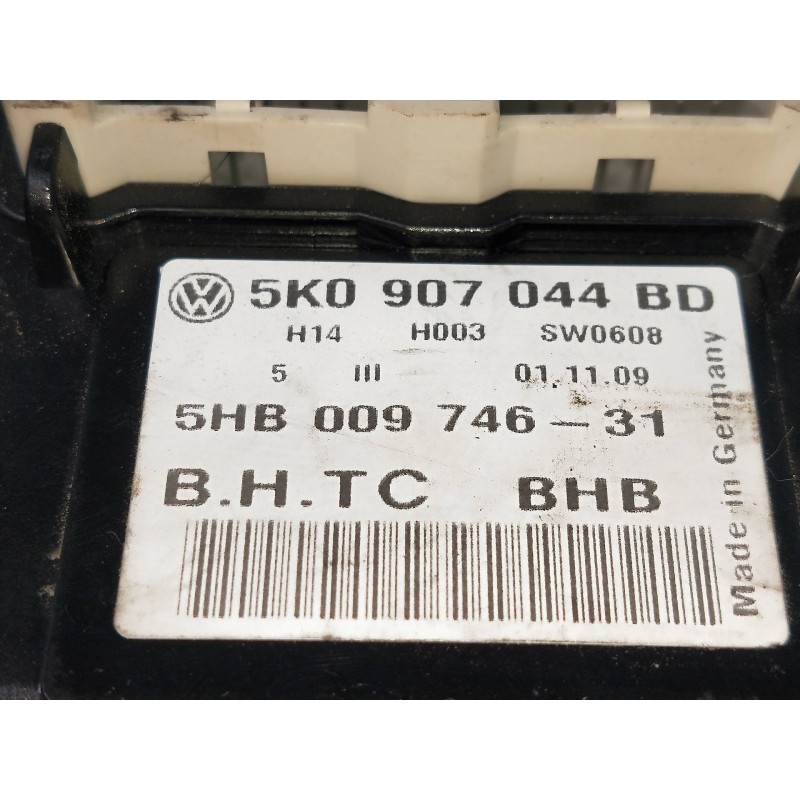 5K0 907 044 BD
H14 H003 SW0608
5 III 01.11.09
5HB 009 746-31
B.H.TC BHB
Made in Germany